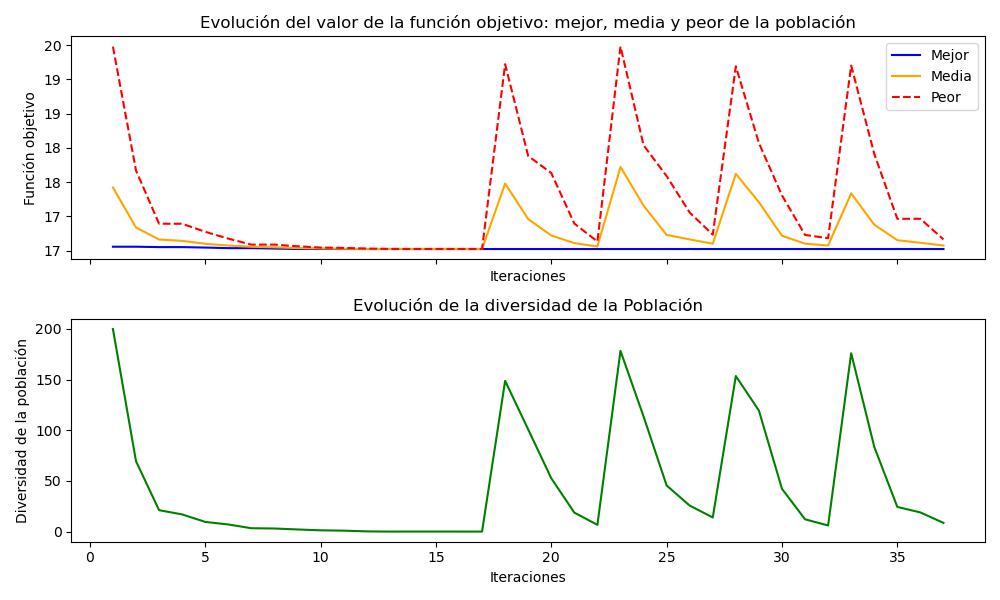 Evolución del valor de la función objetivo: mejor, media y peor de la población
Función objetivo
20
19
19
18
18
17
17
Mejor
Media
Peor
Iteraciones
Evolución de la diversidad de la Población
Diversidad de la población
200
150
100
50
0
0 5 10 15 20 25 30 35
Iteraciones